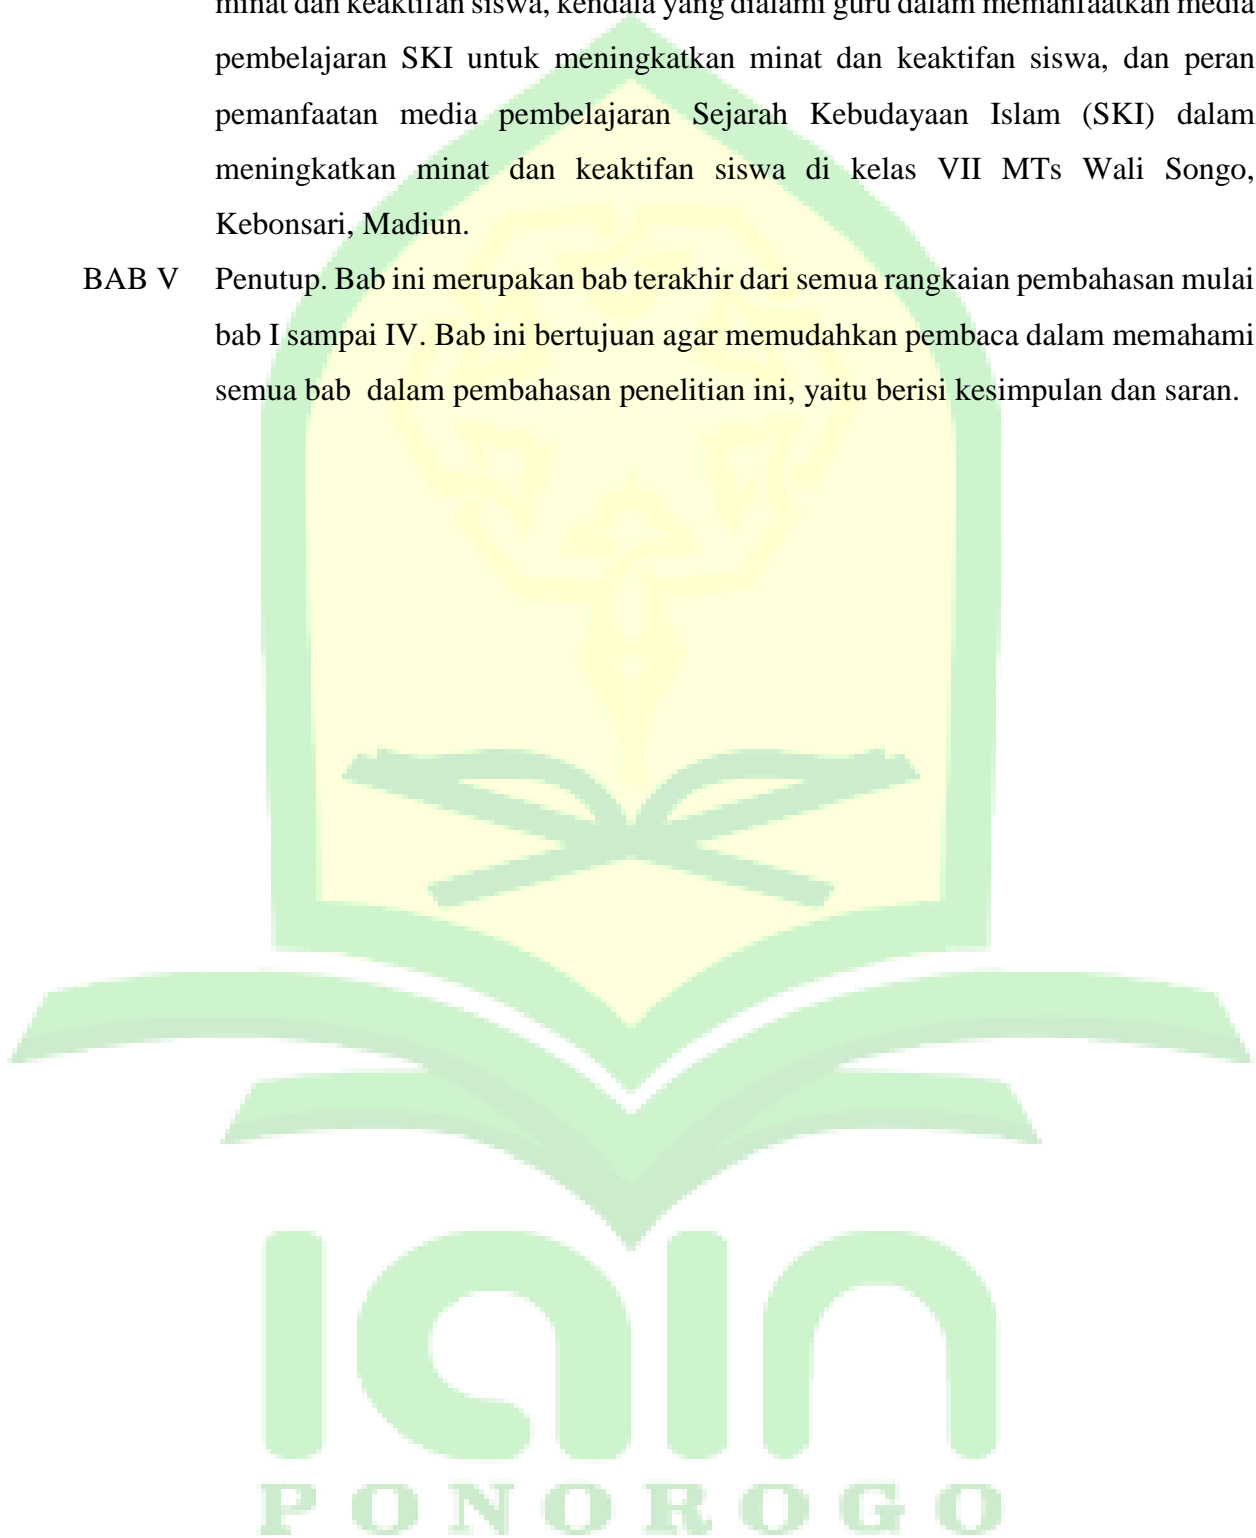 minat dan keaktifan siswa, kendala yang dialami guru dalam memanfaatkan media
pembelajaran SKI untuk meningkatkan minat dan keaktifan siswa, dan peran
pemanfaatan media pembelajaran Sejarah Kebudayaan Islam (SKI) dalam
meningkatkan minat dan keaktifan siswa di kelas VII MTs Wali Songo,
Kebonsari, Madiun.
BAB V Penutup. Bab ini merupakan bab terakhir dari semua rangkaian pembahasan mulai
bab I sampai IV. Bab ini bertujuan agar memudahkan pembaca dalam memahami
semua bab dalam pembahasan penelitian ini, yaitu berisi kesimpulan dan saran.
iain
PONOROGO